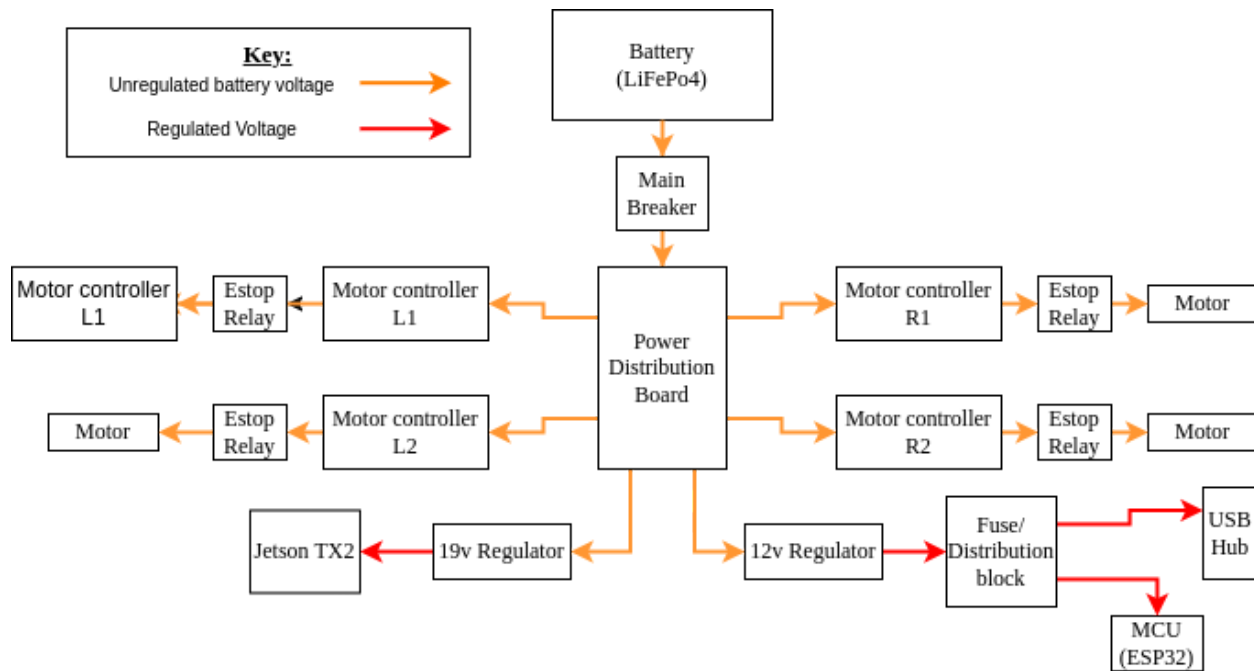 Key:
Unregulated battery voltage
Regulated Voltage
Battery
(LiFePo4)
Main
Breaker
Motor controller
L1
Estop
Relay
Motor controller
L1
Power
Distribution
Board
Motor controller
R1
Estop
Relay
Motor
Motor
Estop
Relay
Motor controller
L2
Motor controller
R2
Estop
Relay
Motor
Jetson TX2
19v Regulator
12v Regulator
Fuse/
Distribution
block
USB
Hub
MCU
(ESP32)